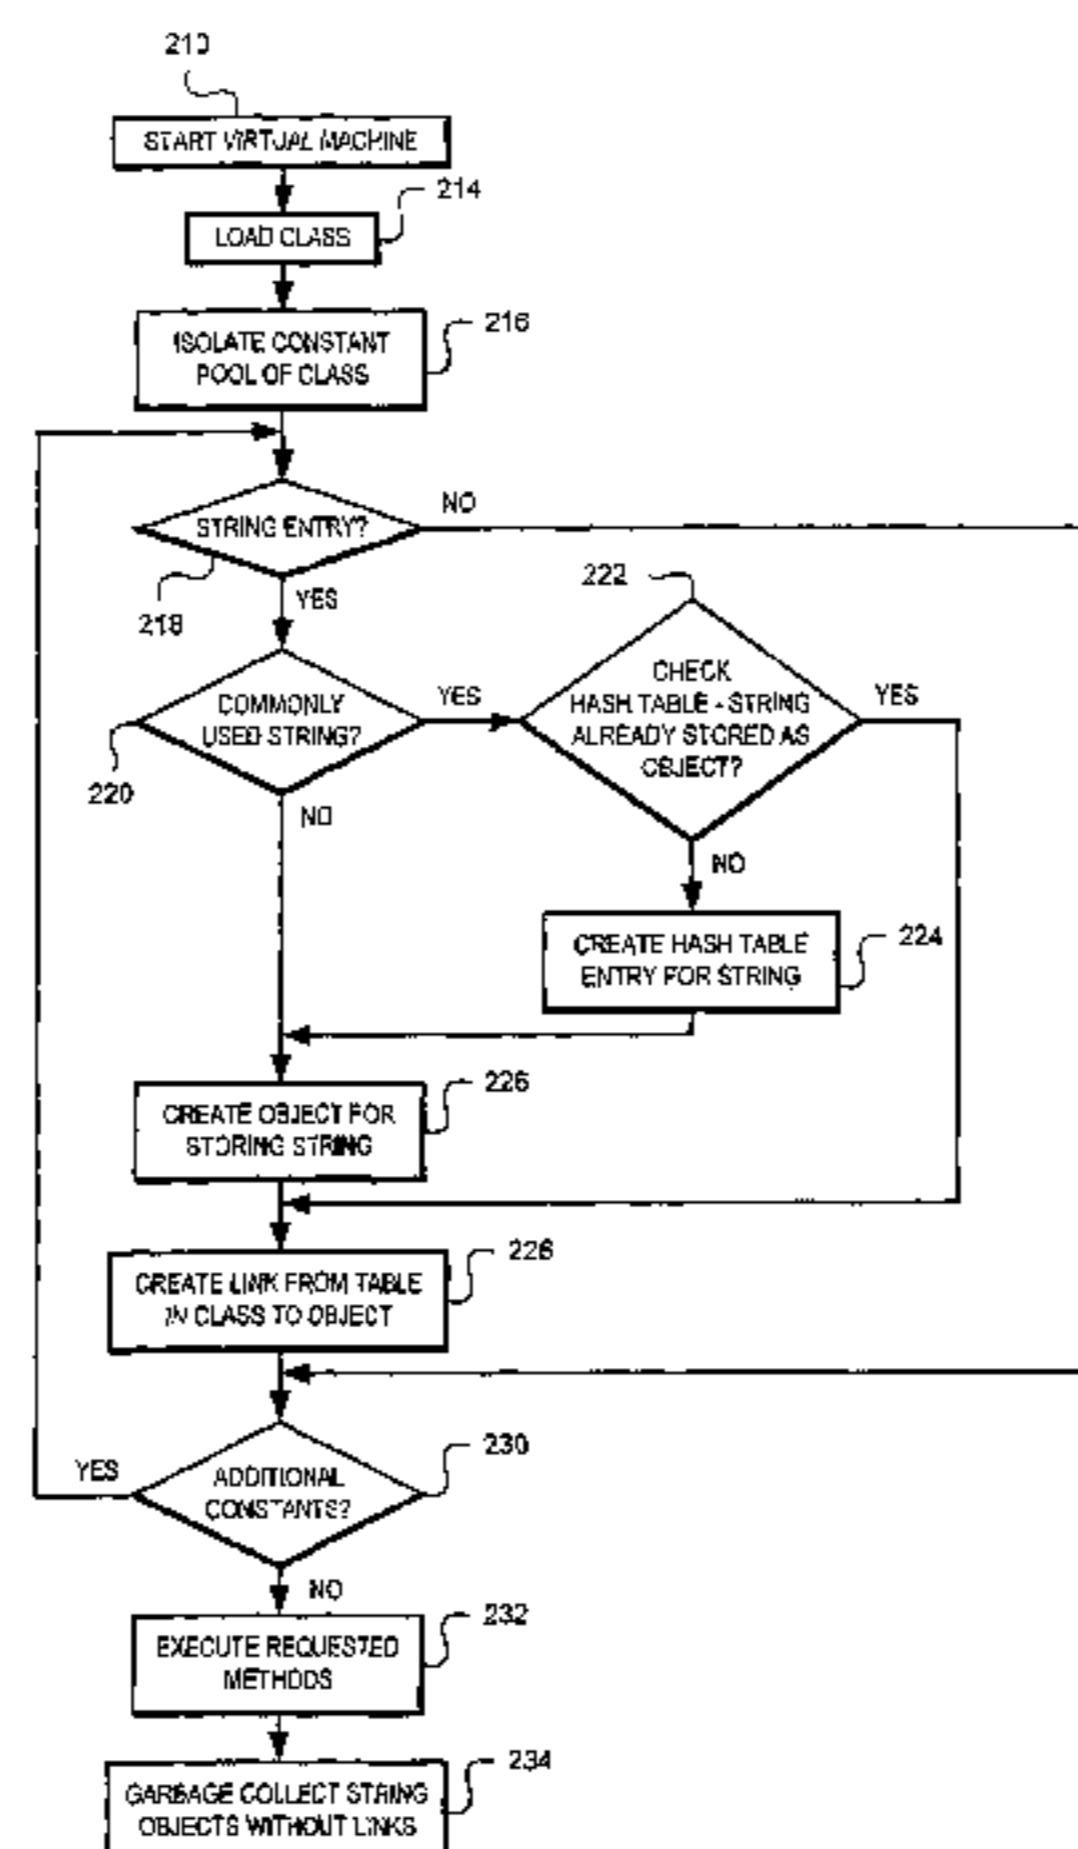 210
START VIRTUAL MACHINE
214
LOAD CLASS
216
ISOLATE CONSTANT
POOL OF CLASS
NO
STRING ENTRY?
218
YES
222
CHECK
HASH TABLE - STRING
ALREADY STORED AS
OBJECT?
YES
COMMONLY
USED STRING?
YES
220
NO
NO
CREATE HASH TABLE
ENTRY FOR STRING
224
226
CREATE OBJECT FOR
STORING STRING
226
CREATE LINK FROM TABLE
IN CLASS TO OBJECT
230
YES
ADDITIONAL
CONSTANTS?
NO
232
EXECUTE REQUESTED
METHODS
234
GARBAGE COLLECT STRING
OBJECTS WITHOUT LINKS